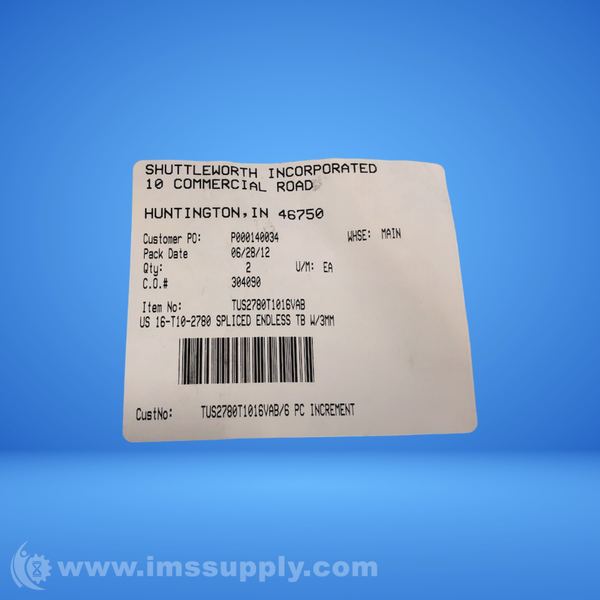 SHUTTLEWORTH INCORPORATED
10 COMMERCIAL ROAD
HUNTINGTON, IN 46750
Customer PO: P000140034 WHSE: MAIN
Pack Date 06/28/12
Qty: 2 U/M: EA
C.O.# 304090
Item No: TUS2780T1016VAB
US 16-T10-2780 SPLICED ENDLESS TB W/3MM
CustNo: TUS2780T1016VAB/6 PC INCREMENT
www.imssupply.com